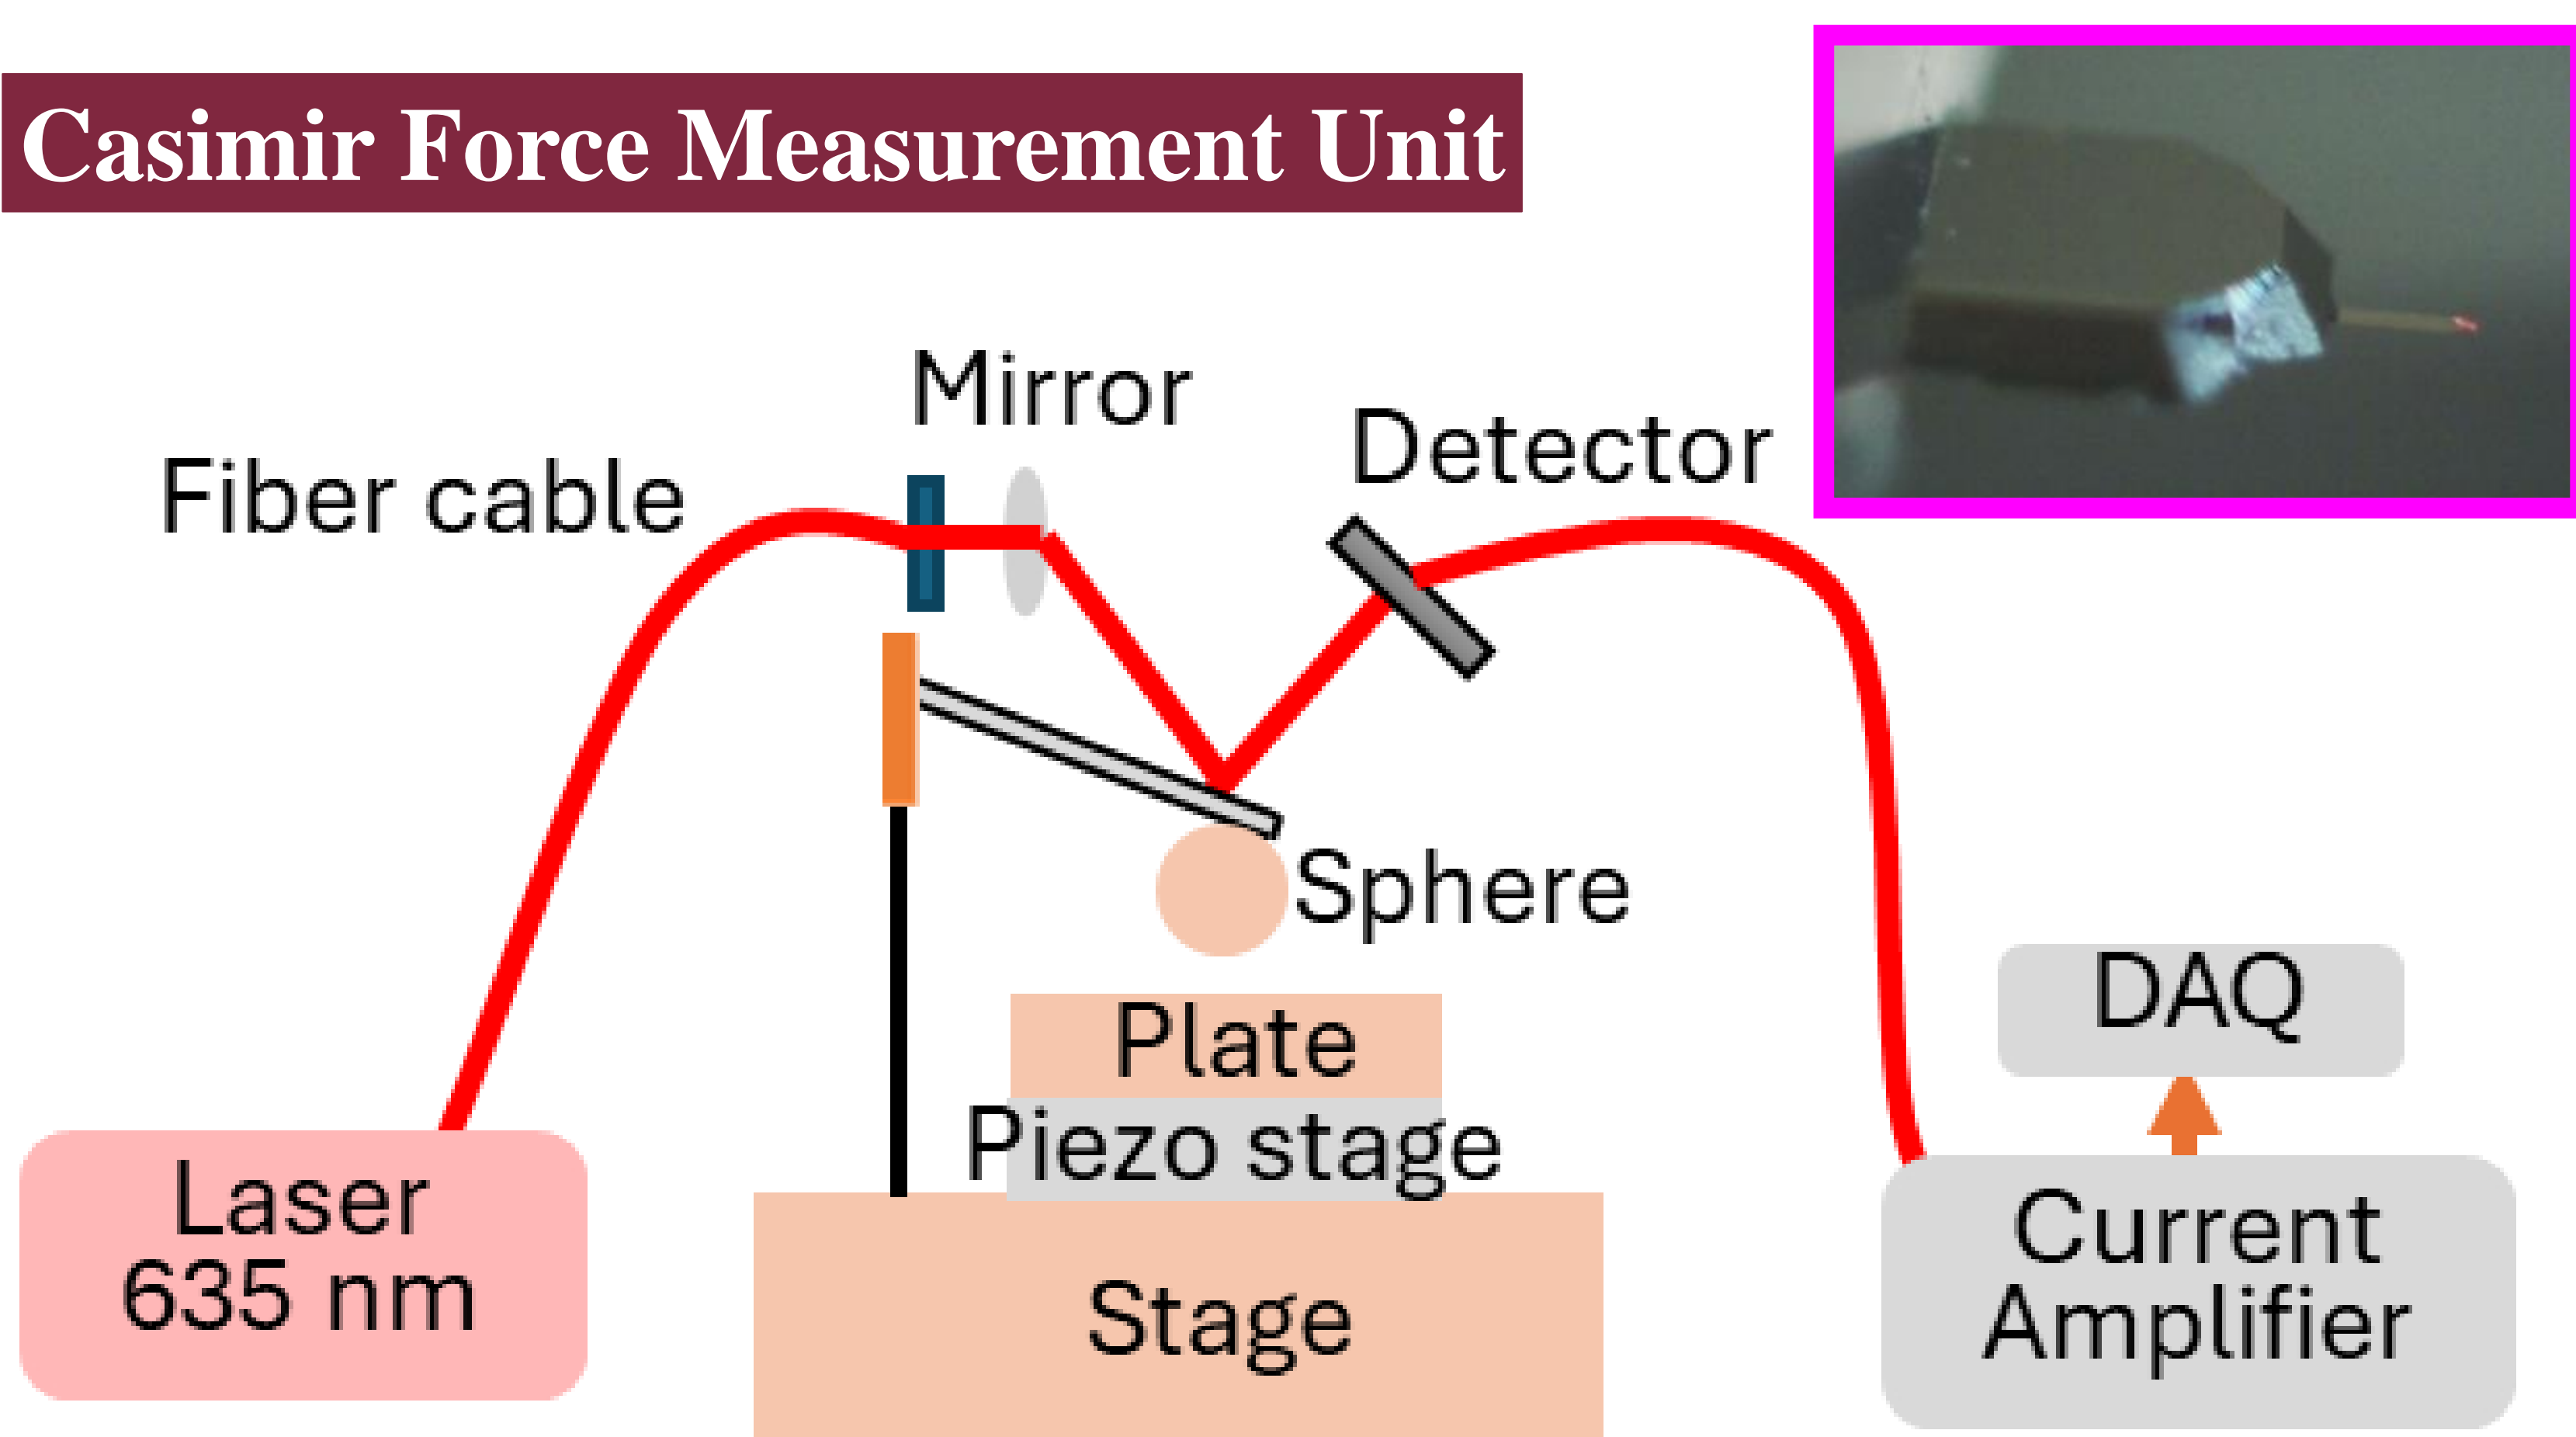 Casimir Force Measurement Unit
Mirror
Detector
Fiber cable
Sphere
DAQ
Plate
Piezo stage
Laser
635 nm
Current
Amplifier
Stage